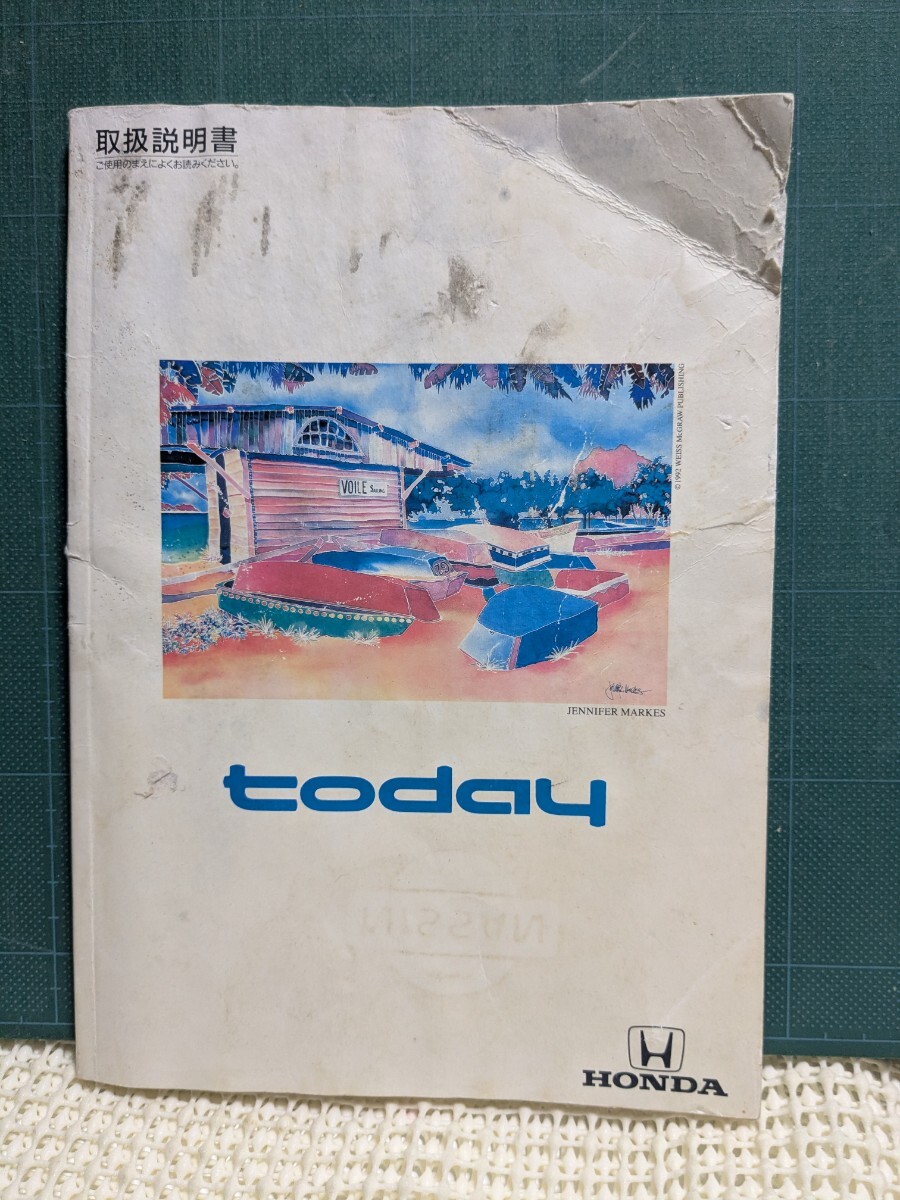 取扱説明書
ご使用のまえによくお読みください。
© 1992 WEISS McGRAW PUBLISHING
VOILE SAILING
JENNIFER MARKES
today
NISSAN
HONDA